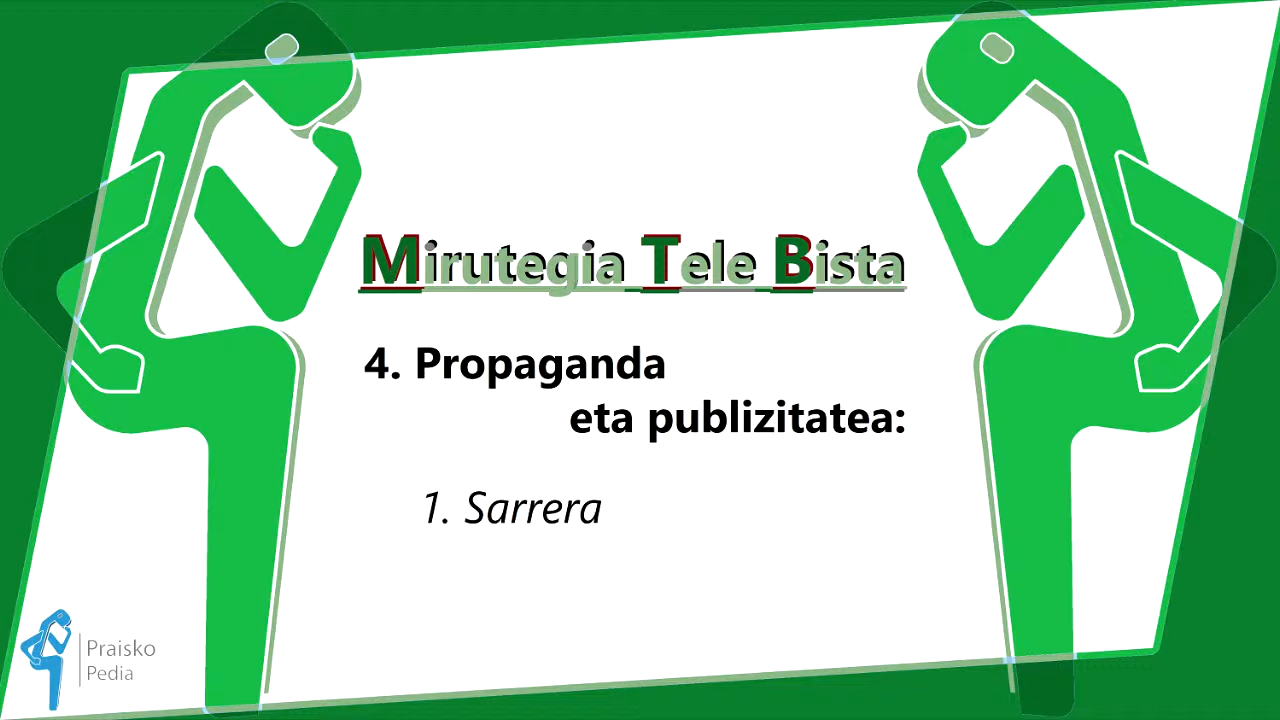 Mirutegia Tele Bista
4. Propaganda
eta publizitatea:
1. Sarrera
Praisko
Pedia